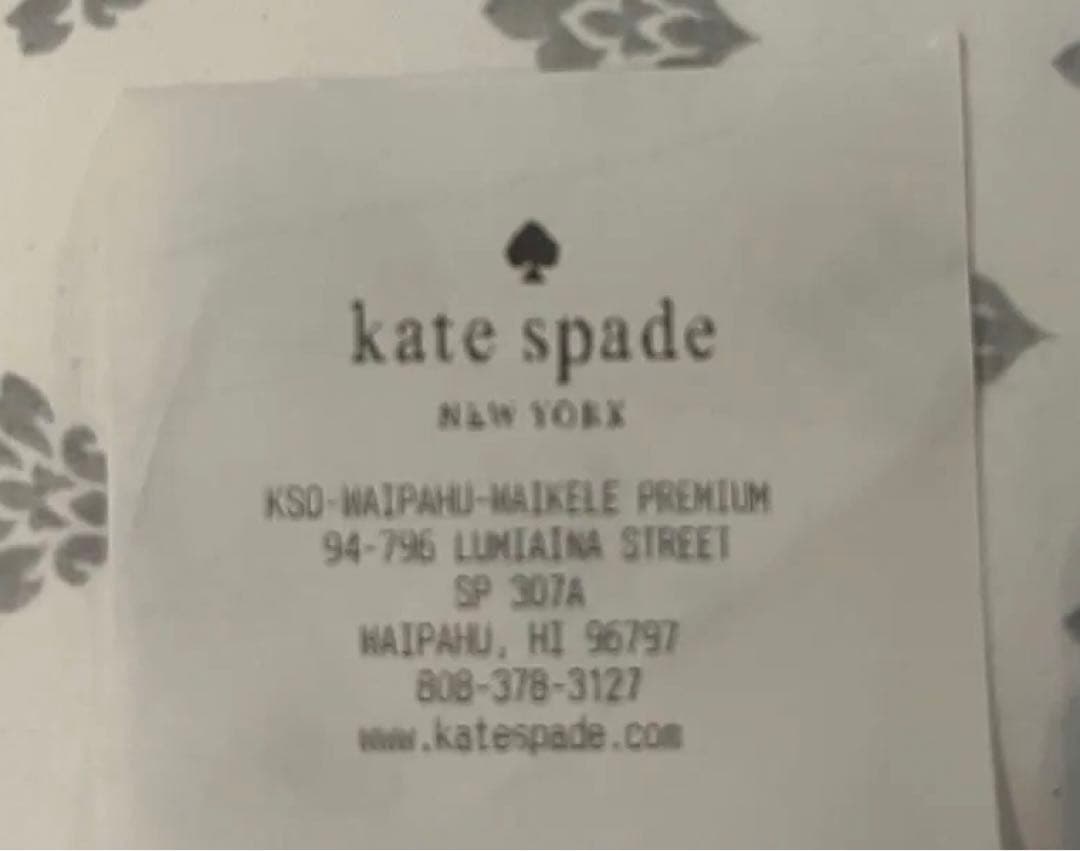 kate spade
NEW YORK
KSO-WAIPAHU-WAIKELE PREMIUM
94-796 LUMIAINA STREET
SP 307A
WAIPAHU, HI 96797
808-378-3127
www.katespade.com